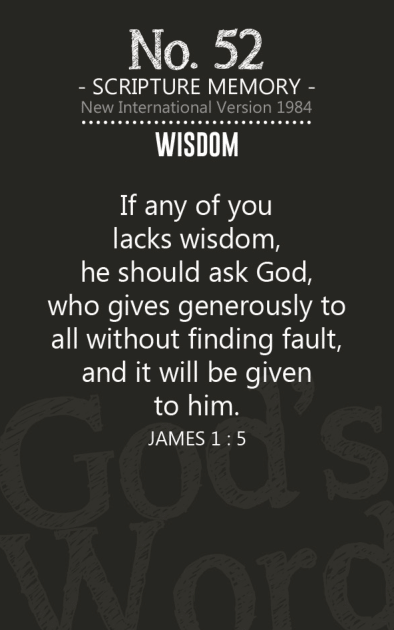 No. 52
- SCRIPTURE MEMORY -
New International Version 1984
WISDOM
If any of you
lacks wisdom,
he should ask God,
who gives generously to
all without finding fault,
and it will be given
to him.
JAMES 1 : 5
God's
Word